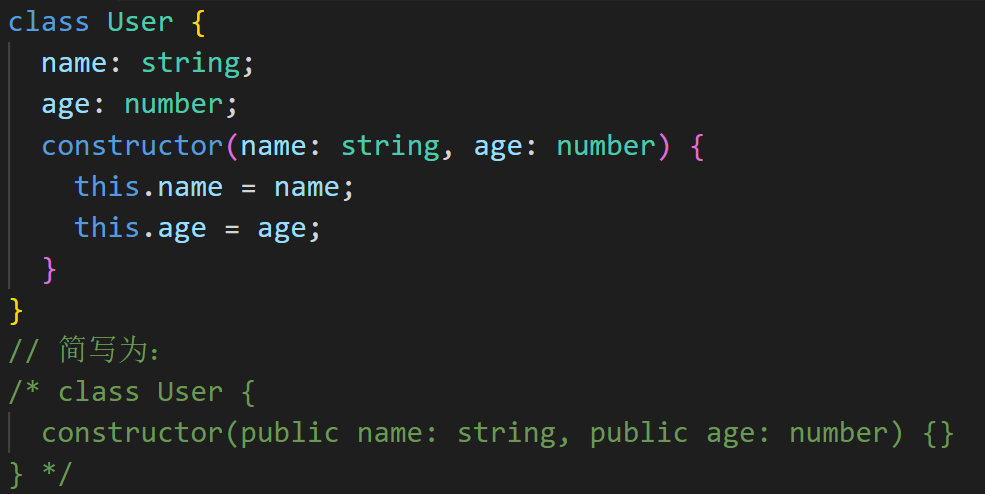 class User {
  name: string;
  age: number;
  constructor(name: string, age: number) {
    this.name = name;
    this.age = age;
  }
}
// 简写为：
/* class User {
  constructor(public name: string, public age: number) {}
} */